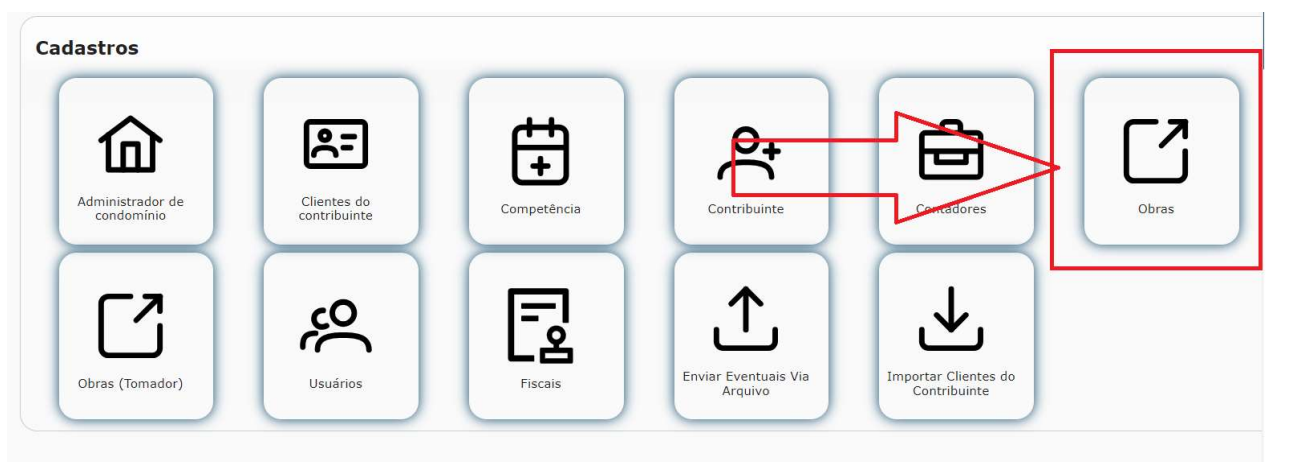 Cadastros
Administrador de
condomínio
Clientes do
contribuinte
Competência
Contribuinte
Contadores
Obras
Obras (Tomador)
Usuários
Fiscais
Enviar Eventuais Via
Arquivo
Importar Clientes do
Contribuinte